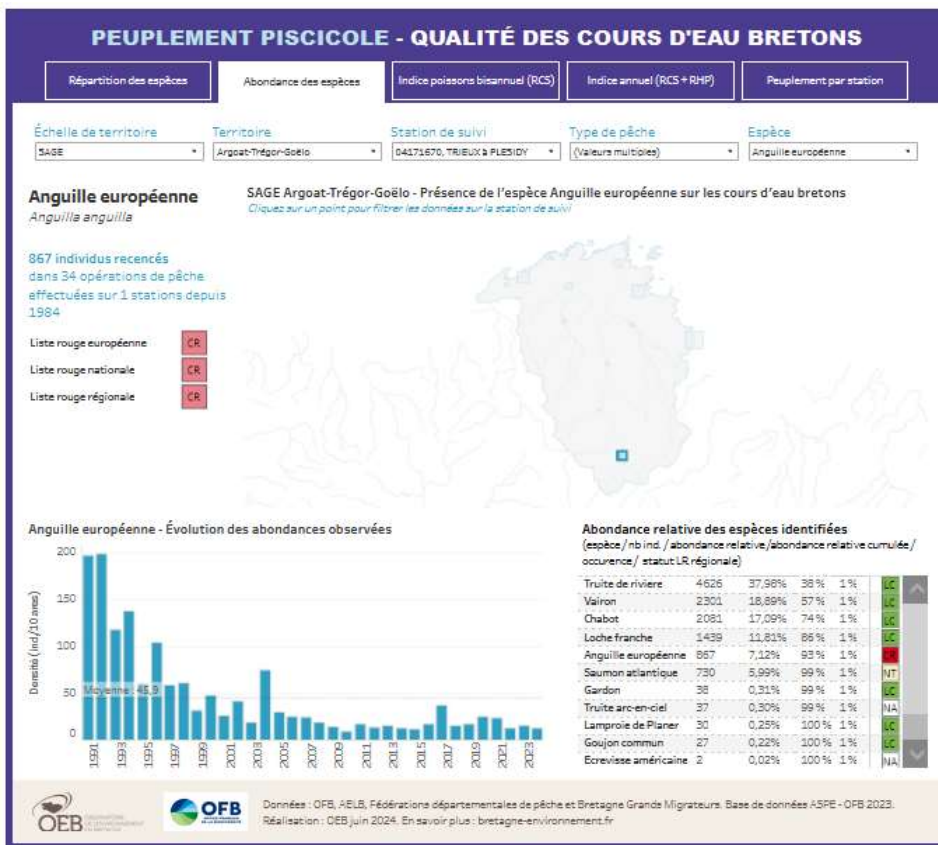 PEUPLEMENT PISCICOLE - QUALITÉ DES COURS D'EAU BRETONS
Répartition des espèces
Abondance des espèces
Indice poissons bisannuel (RCS)
Indice annuel (RCS + RHP)
Peuplement par station
Échelle de territoire
Territoire
Station de suivi
Type de pêche
Espèce
SAGE
Argoat-Trégor-Goëlo
04171670, TRIEUX à PLESIDY
(Valeurs multiples)
Anguille européenne
Anguille européenne
Anguilla anguilla
SAGE Argoat-Trégor-Goëlo - Présence de l'espèce Anguille européenne sur les cours d'eau bretons
Cliquez sur un point pour filtrer les données sur la station de suivi
867 individus recencés
dans 34 opérations de pêche
effectuées sur 1 stations depuis
1984
Liste rouge européenne CR
Liste rouge nationale CR
Liste rouge régionale CR
Anguille européenne - Évolution des abondances observées
Densité (ind/10 ares)
200
150
100
50
0
Moyenne : 45,9
1991 1993 1995 1997 1999 2001 2003 2005 2007 2009 2011 2013 2015 2017 2019 2021 2023
Abondance relative des espèces identifiées
(espèce / nb ind. / abondance relative /abondance relative cumulée /
occurence / statut LR régionale)
Truite de riviere 4626 37,98% 38 % 1 % LC
Vairon 2301 18,89% 57 % 1 % LC
Chabot 2081 17,09% 74 % 1 % LC
Loche franche 1439 11,81% 86 % 1 % LC
Anguille européenne 867 7,12% 93 % 1 % CR
Saumon atlantique 730 5,99% 99 % 1 % NT
Gardon 38 0,31% 99 % 1 % LC
Truite arc-en-ciel 37 0,30% 99 % 1 % NA
Lamproie de Planer 30 0,25% 100 % 1 % LC
Goujon commun 27 0,22% 100 % 1 % LC
Ecrevisse américaine 2 0,02% 100 % 1 % NA
OEB
OFB
Données : OFB, AELB, Fédérations départementales de pêche et Bretagne Grands Migrateurs. Base de données ASPE - OFB 2023.
Réalisation : OEB juin 2024. En savoir plus : bretagne-environnement.fr